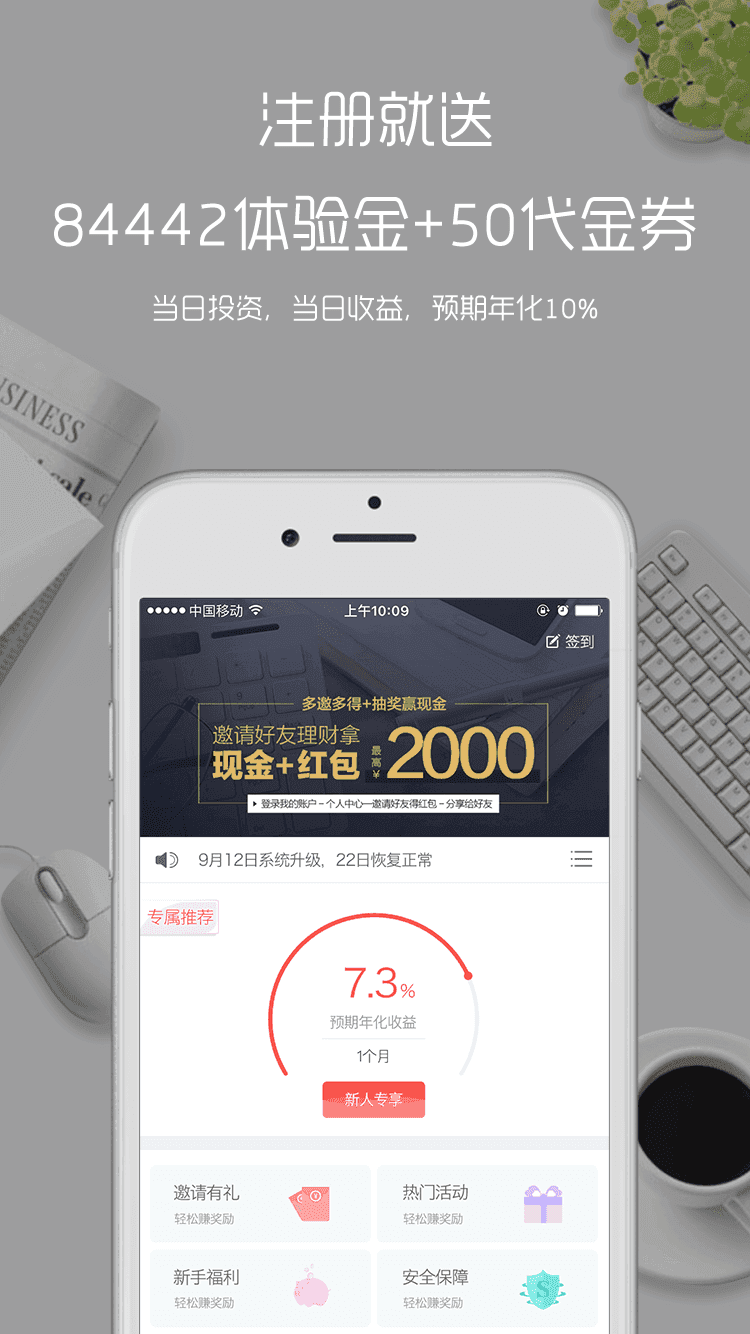 注册就送
84442体验金+50代金券
当日投资，当日收益，预期年化10%
BUSINESS
中国移动
上午10:09
签到
多邀多得+抽奖赢现金
邀请好友理财拿
现金+红包 最高¥ 2000
登录我的账户－个人中心—邀请好友得红包－分享给好友
9月12日系统升级，22日恢复正常
专属推荐
7.3%
预期年化收益
1个月
新人专享
邀请有礼
轻松赚奖励
热门活动
轻松赚奖励
新手福利
轻松赚奖励
安全保障
轻松赚奖励